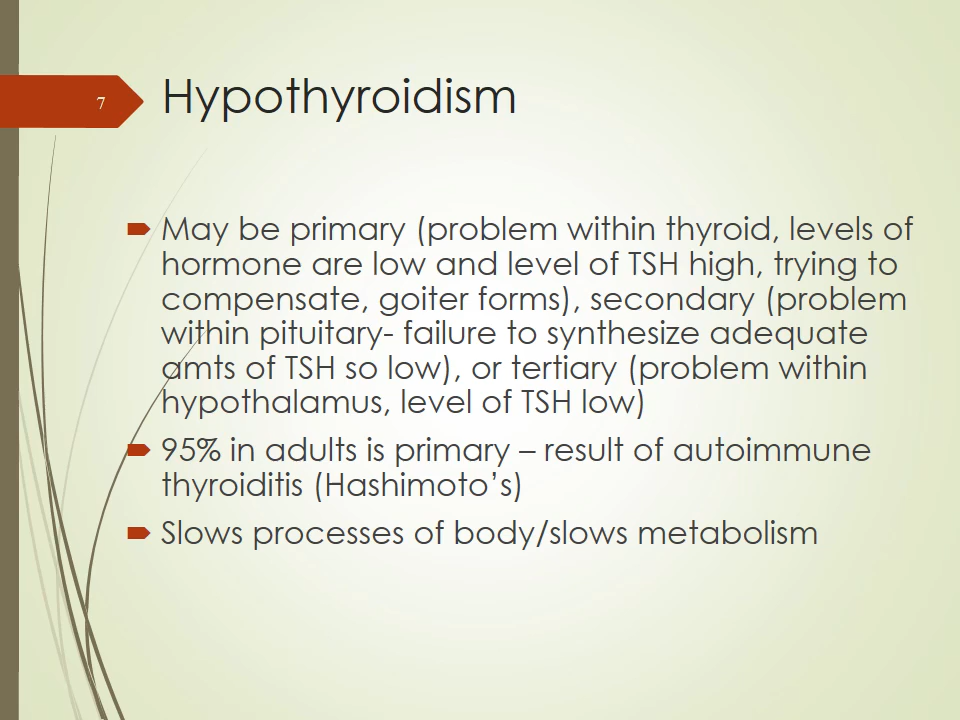 7
Hypothyroidism
May be primary (problem within thyroid, levels of
hormone are low and level of TSH high, trying to
compensate, goiter forms), secondary (problem
within pituitary- failure to synthesize adequate
amts of TSH so low), or tertiary (problem within
hypothalamus, level of TSH low)
95% in adults is primary – result of autoimmune
thyroiditis (Hashimoto’s)
Slows processes of body/slows metabolism